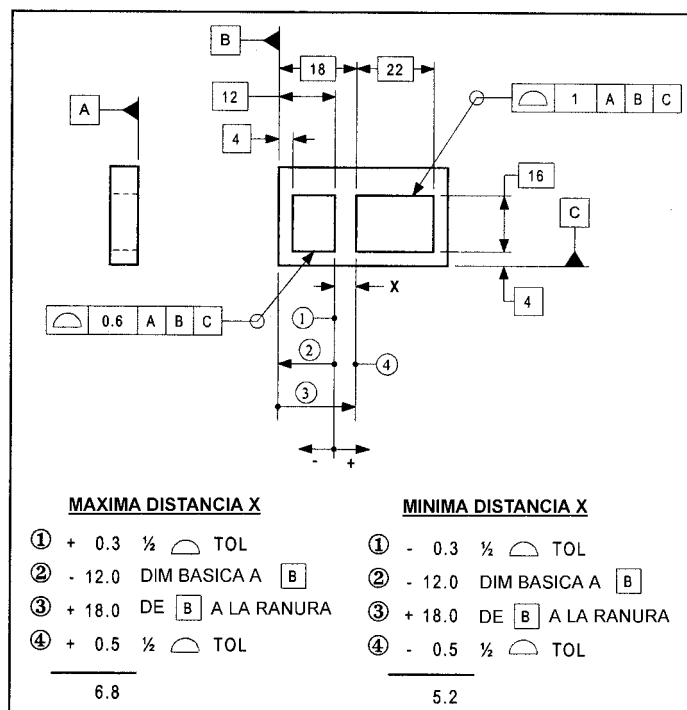 B
18
22
12
A
4
⌓ 1 A B C
16
C
X
4
⌓ 0.6 A B C
①
②
④
③
- +
MAXIMA DISTANCIA X
① + 0.3 ½ ⌓ TOL
② - 12.0 DIM BASICA A B
③ + 18.0 DE B A LA RANURA
④ + 0.5 ½ ⌓ TOL
6.8
MINIMA DISTANCIA X
① - 0.3 ½ ⌓ TOL
② - 12.0 DIM BASICA A B
③ + 18.0 DE B A LA RANURA
④ - 0.5 ½ ⌓ TOL
5.2